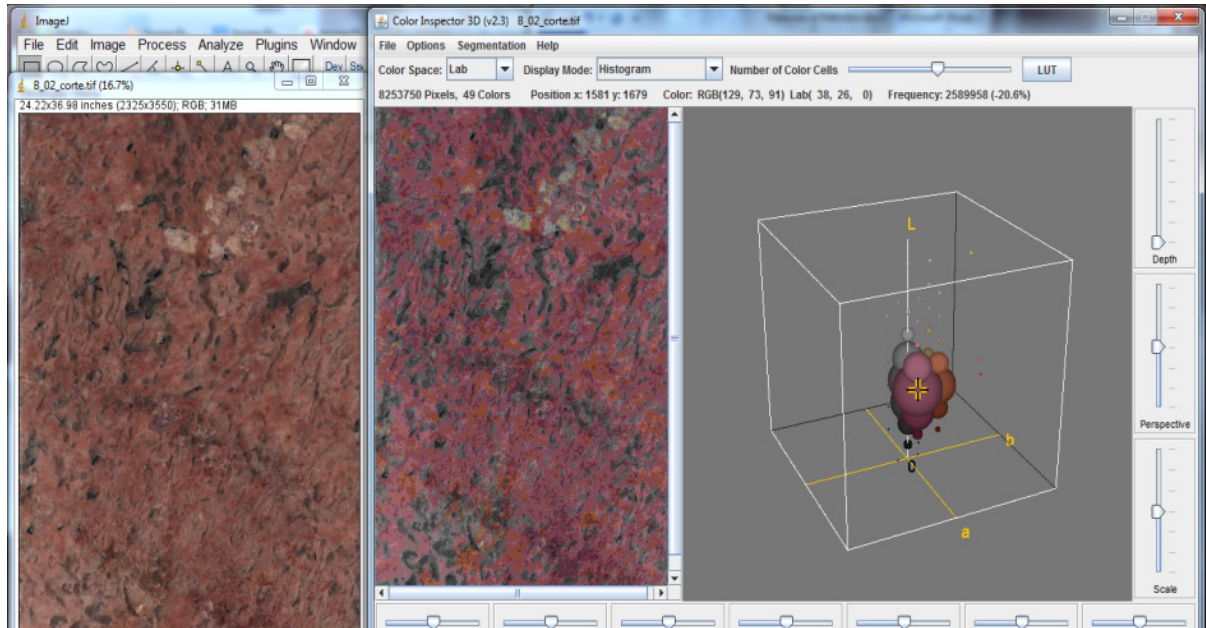 ImageJ
File Edit Image Process Analyze Plugins Window
Dev Stk
B_02_corte.tif (16.7%)
24.22x36.98 inches (2325x3550); RGB; 31MB
Color Inspector 3D (v2.3) B_02_corte.tif
File Options Segmentation Help
Color Space: Lab Display Mode: Histogram Number of Color Cells LUT
8253750 Pixels, 49 Colors Position x: 1581 y: 1679 Color: RGB(129, 73, 91) Lab( 38, 26, 0) Frequency: 2589958 (-20.6%)
L
b
0
a
Depth
Perspective
Scale